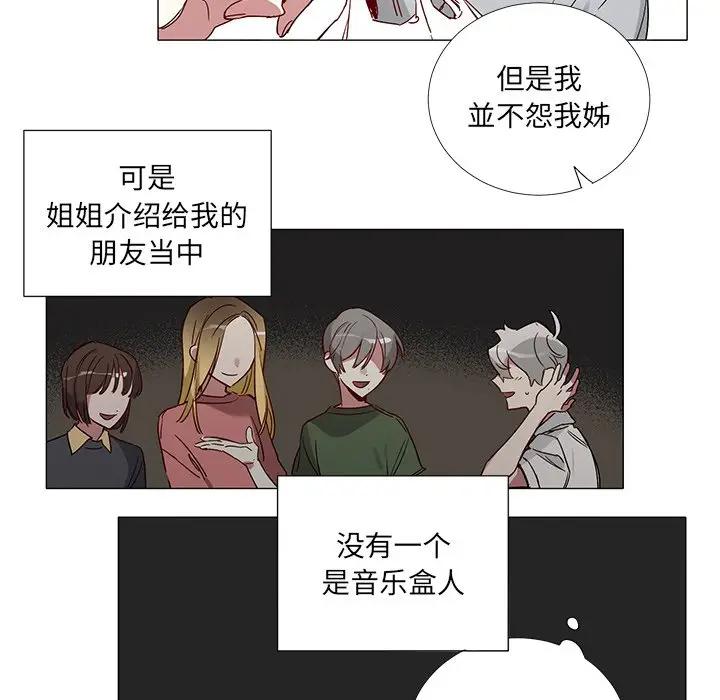 但是我
並不怨我姊
可是
姐姐介绍给我的
朋友当中
没有一个
是音乐盒人